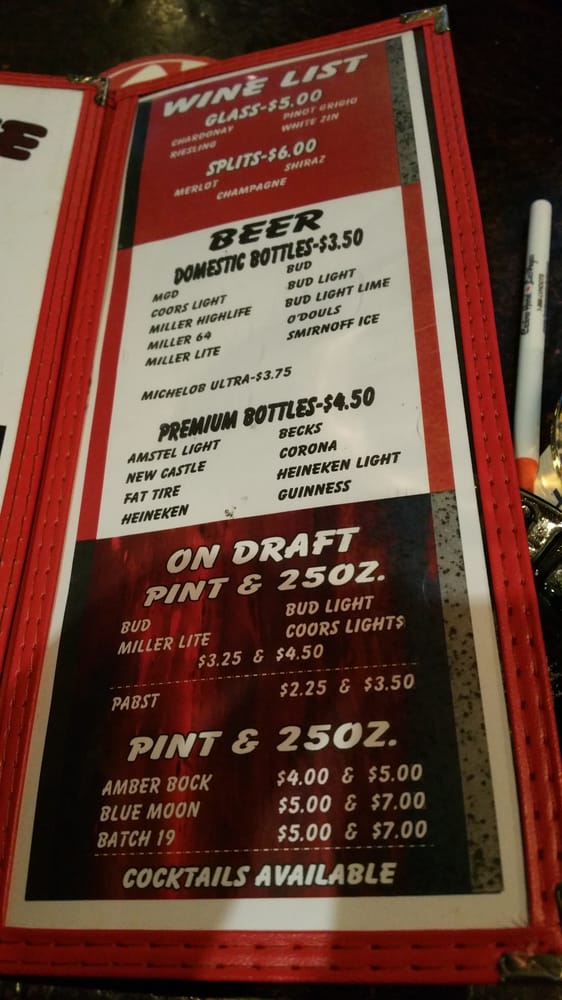 WINE LIST
GLASS-$5.00
CHARDONAY PINOT GRIGIO
RIESLING WHITE ZIN
SPLITS-$6.00
MERLOT SHIRAZ
CHAMPAGNE
BEER
DOMESTIC BOTTLES-$3.50
MGD BUD
COORS LIGHT BUD LIGHT
MILLER HIGHLIFE BUD LIGHT LIME
MILLER 64 O'DOULS
MILLER LITE SMIRNOFF ICE
MICHELOB ULTRA-$3.75
PREMIUM BOTTLES-$4.50
AMSTEL LIGHT BECKS
NEW CASTLE CORONA
FAT TIRE HEINEKEN LIGHT
HEINEKEN GUINNESS
ON DRAFT
PINT & 25OZ.
BUD BUD LIGHT
MILLER LITE COORS LIGHT$
$3.25 & $4.50
PABST $2.25 & $3.50
PINT & 25OZ.
AMBER BOCK $4.00 & $5.00
BLUE MOON $5.00 & $7.00
BATCH 19 $5.00 & $7.00
COCKTAILS AVAILABLE